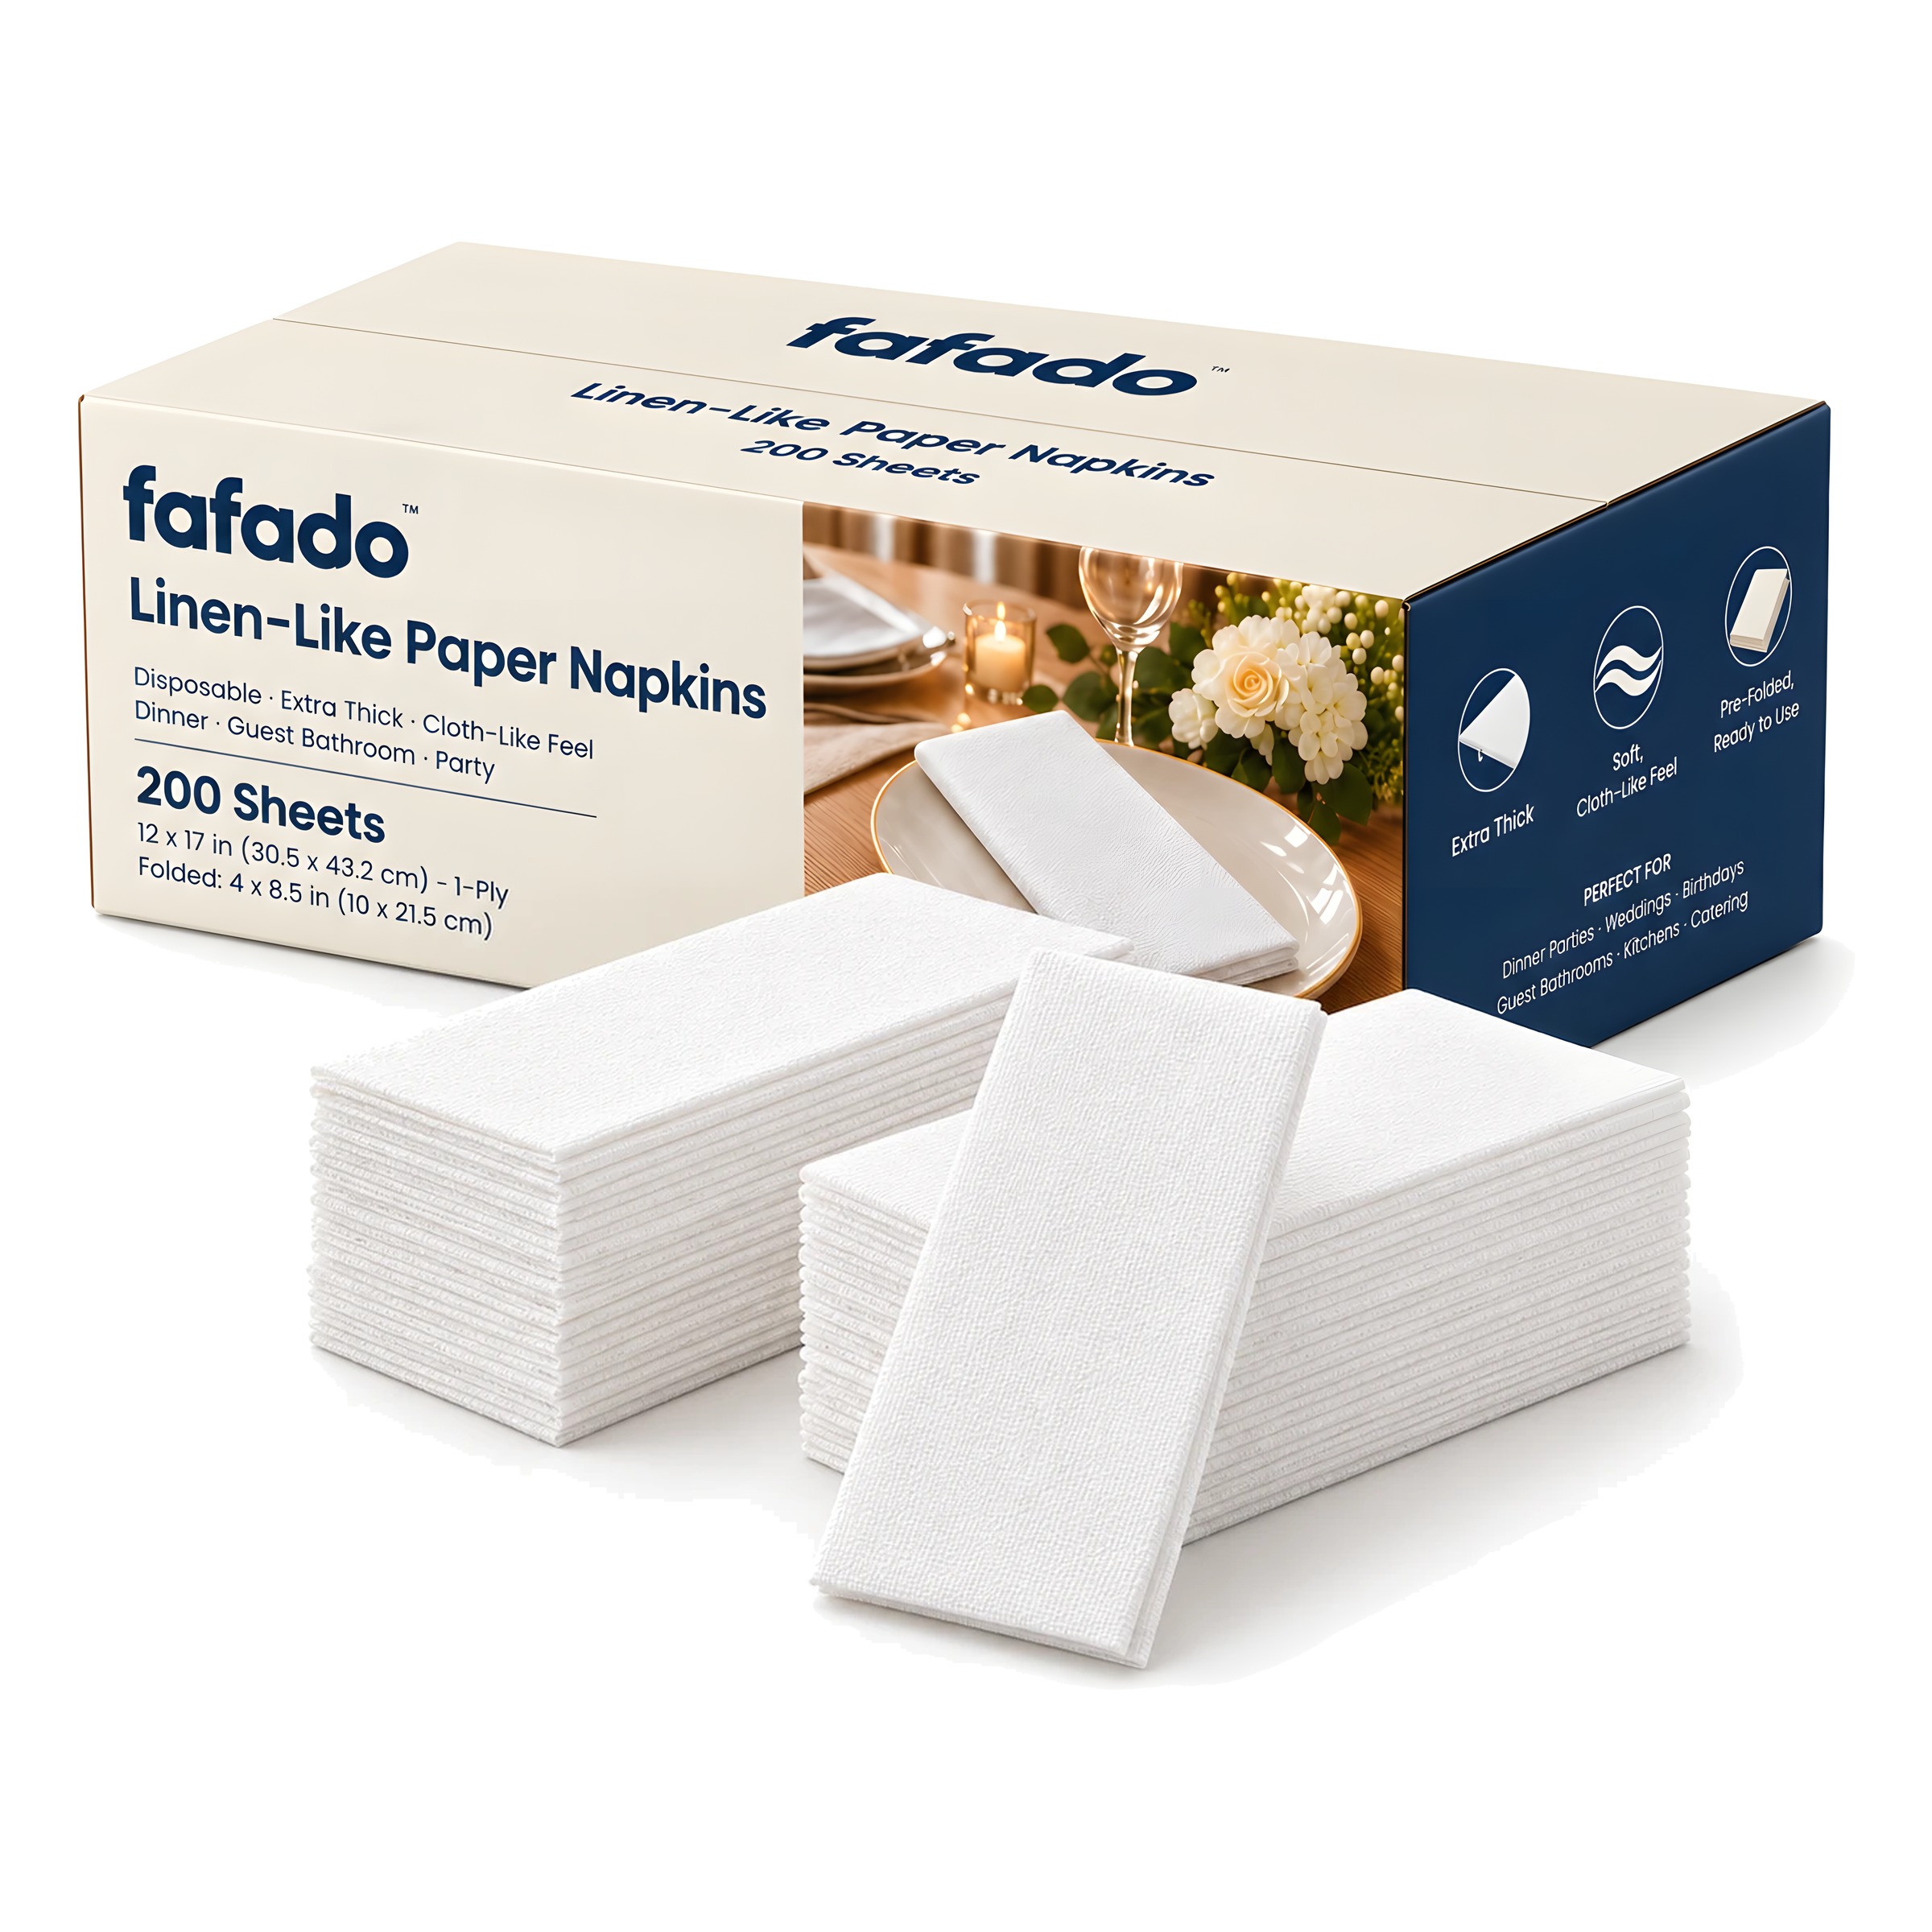 fafado™
Linen-Like Paper Napkins
200 Sheets
fafado™
Linen-Like Paper Napkins
Disposable · Extra Thick · Cloth-Like Feel
Dinner · Guest Bathroom · Party
200 Sheets
12 x 17 in (30.5 x 43.2 cm) - 1-Ply
Folded: 4 x 8.5 in (10 x 21.5 cm)
Extra Thick
Soft,
Cloth-Like Feel
Pre-Folded,
Ready to Use
PERFECT FOR
Dinner Parties · Weddings · Birthdays
Guest Bathrooms · Kitchens · Catering